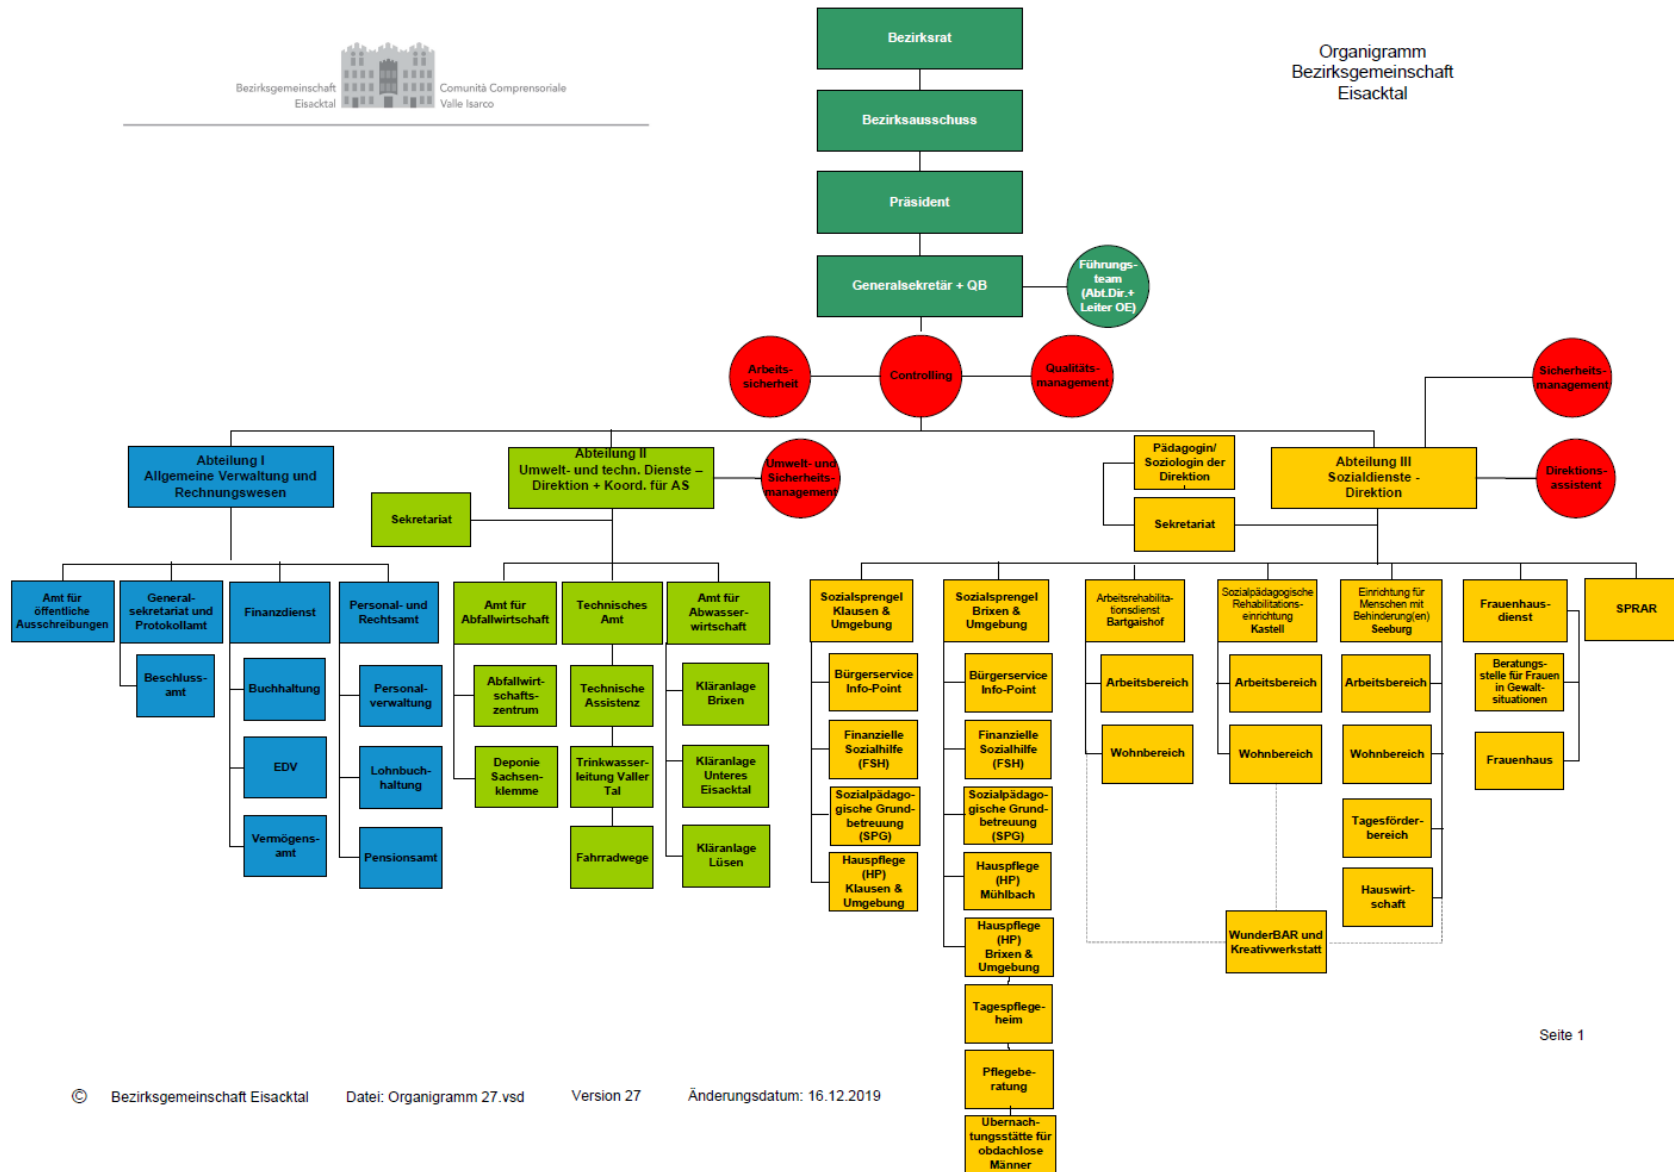 Bezirksgemeinschaft
Eisacktal
Comunità Comprensoriale
Valle Isarco
Organigramm
Bezirksgemeinschaft
Eisacktal
Bezirksrat
Bezirksausschuss
Präsident
Generalsekretär + QB
Führungs-
team
(Abt.Dir.+
Leiter OE)
Arbeits-
sicherheit
Controlling
Qualitäts-
management
Sicherheits-
management
Abteilung I
Allgemeine Verwaltung und
Rechnungswesen
Abteilung II
Umwelt- und techn. Dienste –
Direktion + Koord. für AS
Umwelt- und
Sicherheits-
management
Pädagogin/
Soziologin der
Direktion
Abteilung III
Sozialdienste -
Direktion
Direktions-
assistent
Sekretariat
Sekretariat
Amt für
öffentliche
Ausschreibungen
General-
sekretariat und
Protokollamt
Beschluss-
amt
Finanzdienst
Buchhaltung
EDV
Vermögens-
amt
Personal- und
Rechtsamt
Personal-
verwaltung
Lohnbuch-
haltung
Pensionsamt
Amt für
Abfallwirtschaft
Abfallwirt-
schafts-
zentrum
Deponie
Sachsen-
klemme
Technisches
Amt
Technische
Assistenz
Trinkwasser-
leitung Valler
Tal
Fahrradwege
Amt für
Abwasser-
wirtschaft
Kläranlage
Brixen
Kläranlage
Unteres
Eisacktal
Kläranlage
Lüsen
Sozialsprengel
Klausen &
Umgebung
Bürgerservice
Info-Point
Finanzielle
Sozialhilfe
(FSH)
Sozialpädago-
gische Grund-
betreuung
(SPG)
Hauspflege
(HP)
Klausen &
Umgebung
Sozialsprengel
Brixen &
Umgebung
Bürgerservice
Info-Point
Finanzielle
Sozialhilfe
(FSH)
Sozialpädago-
gische Grund-
betreuung
(SPG)
Hauspflege
(HP)
Mühlbach
Hauspflege
(HP)
Brixen &
Umgebung
Tagespflege-
heim
Pflegebe-
ratung
Übernach-
tungsstätte für
obdachlose
Männer
Arbeitsrehabilita-
tionsdienst
Bartgaishof
Arbeitsbereich
Wohnbereich
Sozialpädagogische
Rehabilitations-
einrichtung
Kastell
Arbeitsbereich
Wohnbereich
Einrichtung für
Menschen mit
Behinderung(en)
Seeburg
Arbeitsbereich
Wohnbereich
Tagesförder-
bereich
Hauswirt-
schaft
WunderBAR und
Kreativwerkstatt
Frauenhaus-
dienst
Beratungs-
stelle für Frauen
in Gewalt-
situationen
Frauenhaus
SPRAR
Seite 1
© Bezirksgemeinschaft Eisacktal Datei: Organigramm 27.vsd Version 27 Änderungsdatum: 16.12.2019